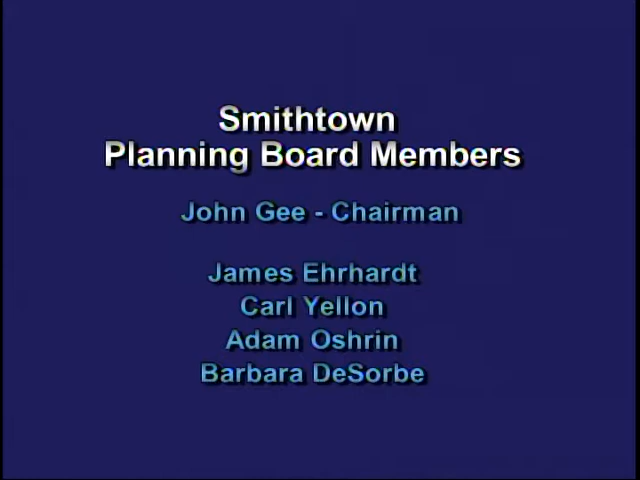 Smithtown
Planning Board Members
John Gee - Chairman
James Ehrhardt
Carl Yellon
Adam Oshrin
Barbara DeSorbe